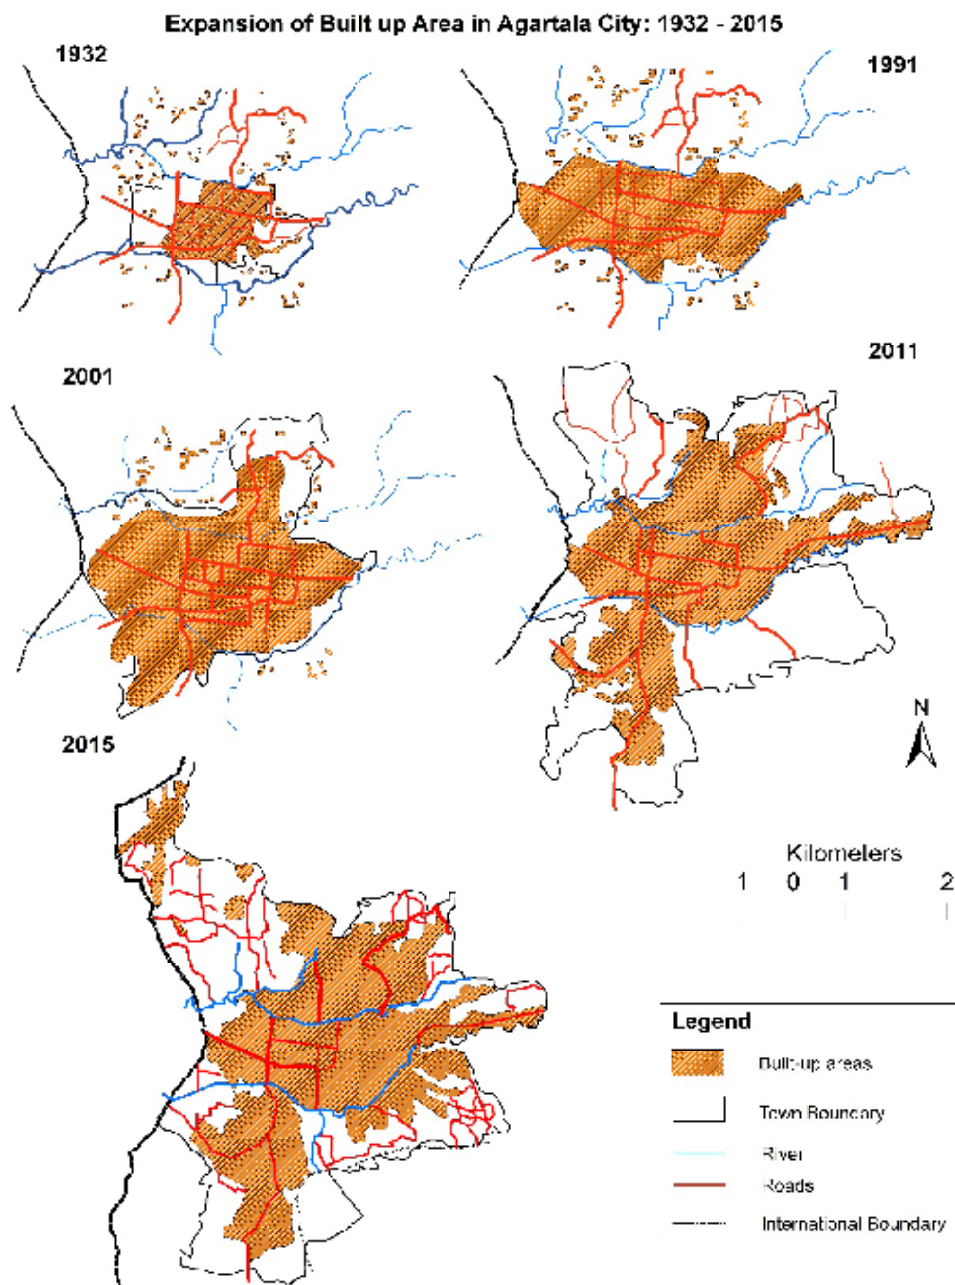 Expansion of Built up Area in Agartala City: 1932 - 2015
1932
1991
2001
2011
2015
N
Kilometers
1 0 1 2
Legend
Built-up areas
Town Boundary
River
Roads
International Boundary